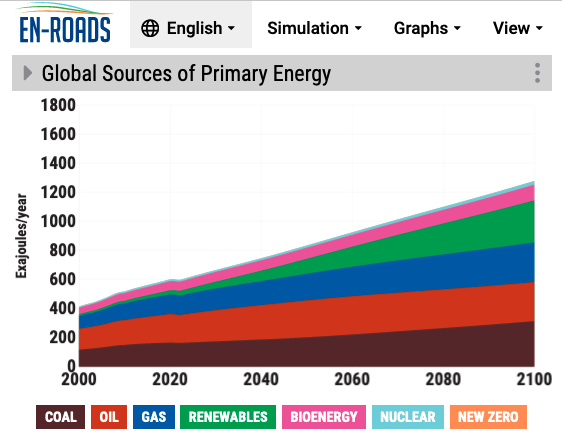 EN-ROADS
English Simulation Graphs View
Global Sources of Primary Energy
Exajoules/year
1800
1600
1400
1200
1000
800
600
400
200
0
2000 2020 2040 2060 2080 2100
COAL OIL GAS RENEWABLES BIOENERGY NUCLEAR NEW ZERO